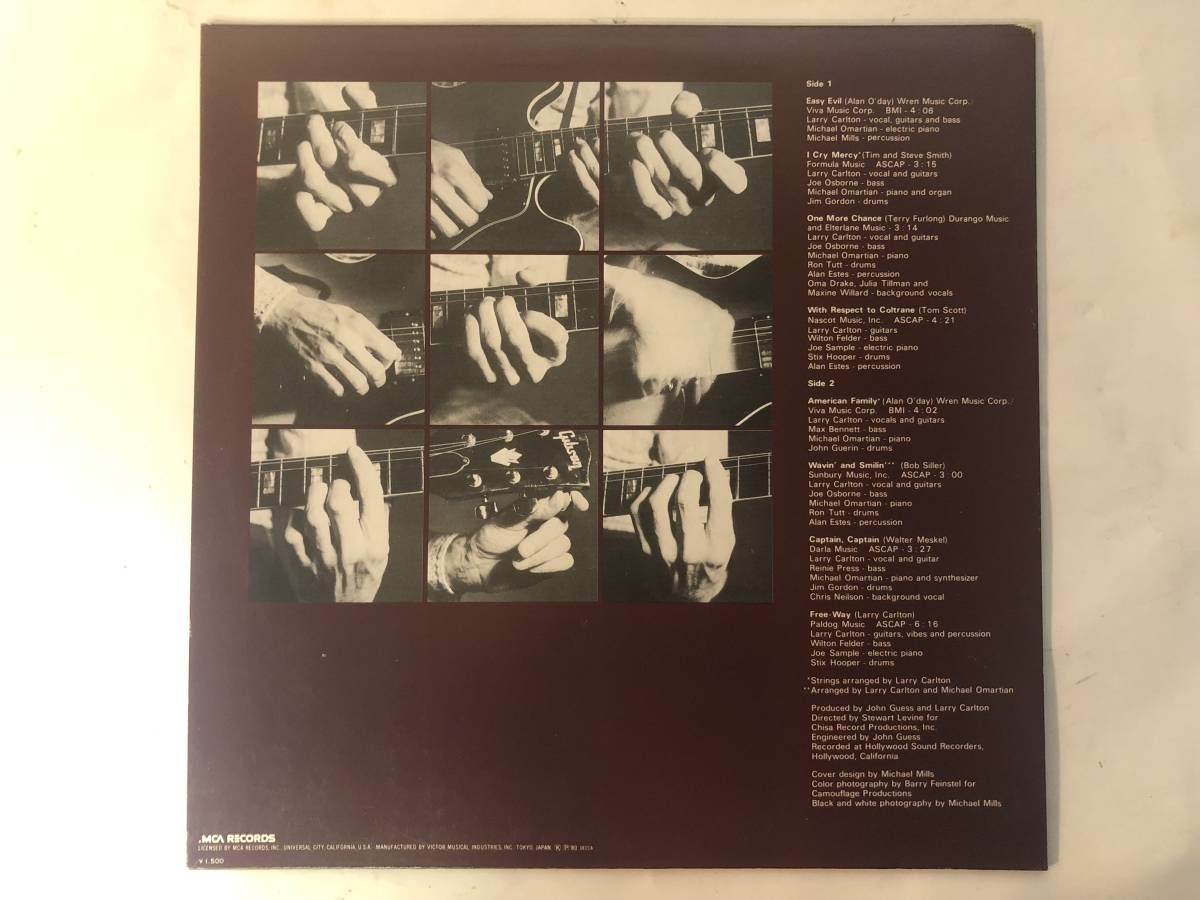 Side 1
Easy Evil (Alan O'day) Wren Music Corp./
Viva Music Corp. BMI - 4 : 06
Larry Carlton - vocal, guitars and bass
Michael Omartian - electric piano
Michael Mills - percussion
I Cry Mercy* (Tim and Steve Smith)
Formula Music ASCAP - 3 : 15
Larry Carlton - vocal and guitars
Joe Osborne - bass
Michael Omartian - piano and organ
Jim Gordon - drums
One More Chance (Terry Furlong) Durango Music
and Elterlane Music - 3 : 14
Larry Carlton - vocal and guitars
Joe Osborne - bass
Michael Omartian - piano
Ron Tutt - drums
Alan Estes - percussion
Oma Drake, Julia Tillman and
Maxine Willard - background vocals
With Respect to Coltrane (Tom Scott)
Nascot Music, Inc. ASCAP - 4 : 21
Larry Carlton - guitars
Wilton Felder - bass
Joe Sample - electric piano
Stix Hooper - drums
Alan Estes - percussion
Side 2
American Family* (Alan O'day) Wren Music Corp./
Viva Music Corp. BMI - 4 : 02
Larry Carlton - vocals and guitars
Max Bennett - bass
Michael Omartian - piano
John Guerin - drums
Wavin' and Smilin'** (Bob Siller)
Sunbury Music, Inc. ASCAP - 3 : 00
Larry Carlton - vocal and guitars
Joe Osborne - bass
Michael Omartian - piano
Ron Tutt - drums
Alan Estes - percussion
Captain, Captain (Walter Meskel)
Darla Music ASCAP - 3 : 27
Larry Carlton - vocal and guitar
Reinie Press - bass
Michael Omartian - piano and synthesizer
Jim Gordon - drums
Chris Neilson - background vocal
Free-Way (Larry Carlton)
Paldog Music ASCAP - 6 : 16
Larry Carlton - guitars, vibes and percussion
Wilton Felder - bass
Joe Sample - electric piano
Stix Hooper - drums
*Strings arranged by Larry Carlton
**Arranged by Larry Carlton and Michael Omartian
Produced by John Guess and Larry Carlton
Directed by Stewart Levine for
Chisa Record Productions, Inc.
Engineered by John Guess
Recorded at Hollywood Sound Recorders,
Hollywood, California
Cover design by Michael Mills
Color photography by Barry Feinstel for
Camouflage Productions
Black and white photography by Michael Mills
Gibson
.MCA RECORDS
LICENSED BY MCA RECORDS, INC., UNIVERSAL CITY, CALIFORNIA, U.S.A. MANUFACTURED BY VICTOR MUSICAL INDUSTRIES, INC. TOKYO, JAPAN Ⓚ Ⓟ'80
¥1,500